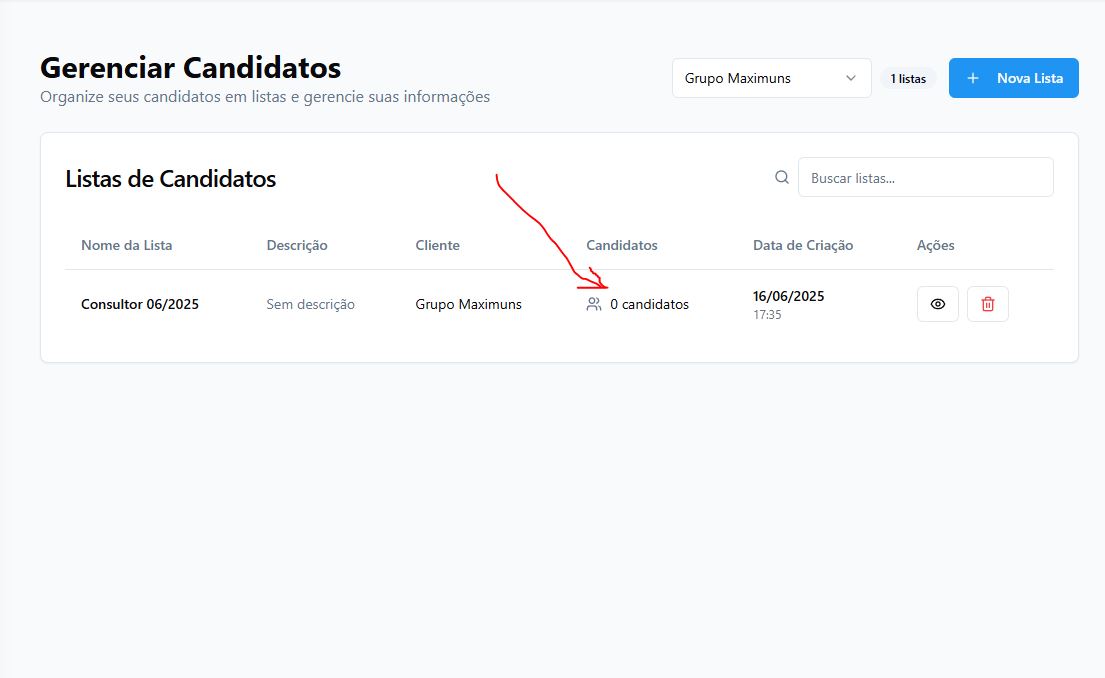 Gerenciar Candidatos
Organize seus candidatos em listas e gerencie suas informações
Grupo Maximuns
1 listas
Nova Lista
Listas de Candidatos
Buscar listas...
Nome da Lista Descrição Cliente Candidatos Data de Criação Ações
Consultor 06/2025 Sem descrição Grupo Maximuns 0 candidatos 16/06/2025
17:35